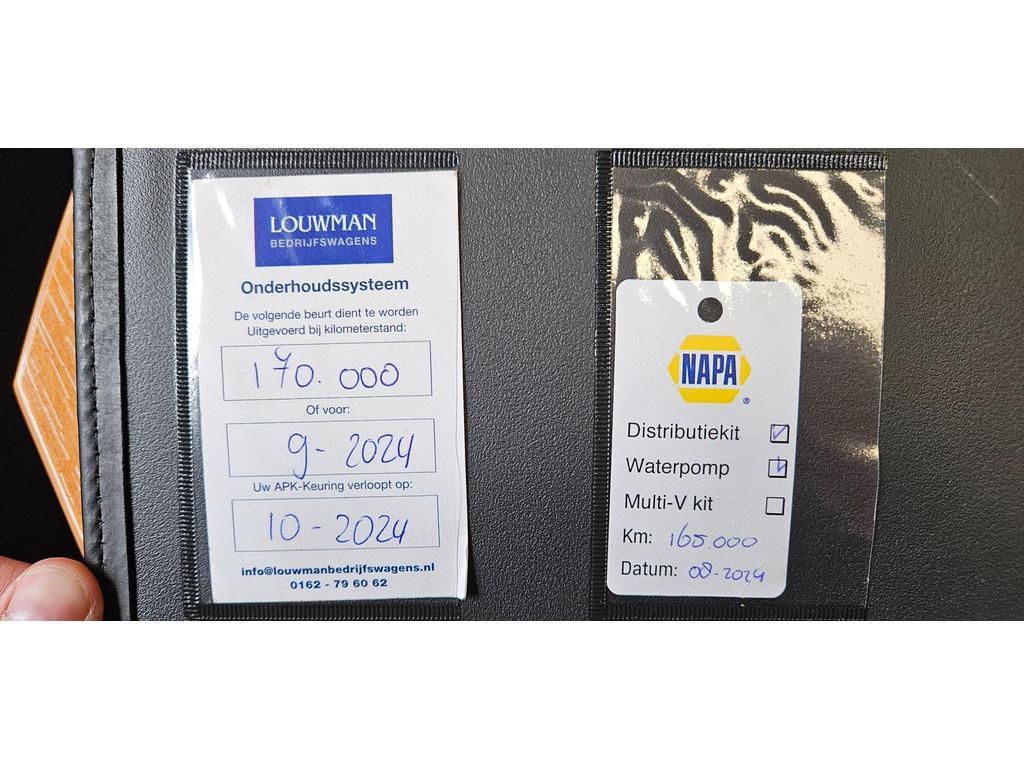 LOUWMAN
BEDRIJFSWAGENS
Onderhoudssysteem
De volgende beurt dient te worden
Uitgevoerd bij kilometerstand:
170.000
Of voor:
9-2024
Uw APK-Keuring verloopt op:
10-2024
info@louwmanbedrijfswagens.nl
0162 - 79 60 62
NAPA®
Distributiekit
Waterpomp
Multi-V kit
Km: 165.000
Datum: 08-2024